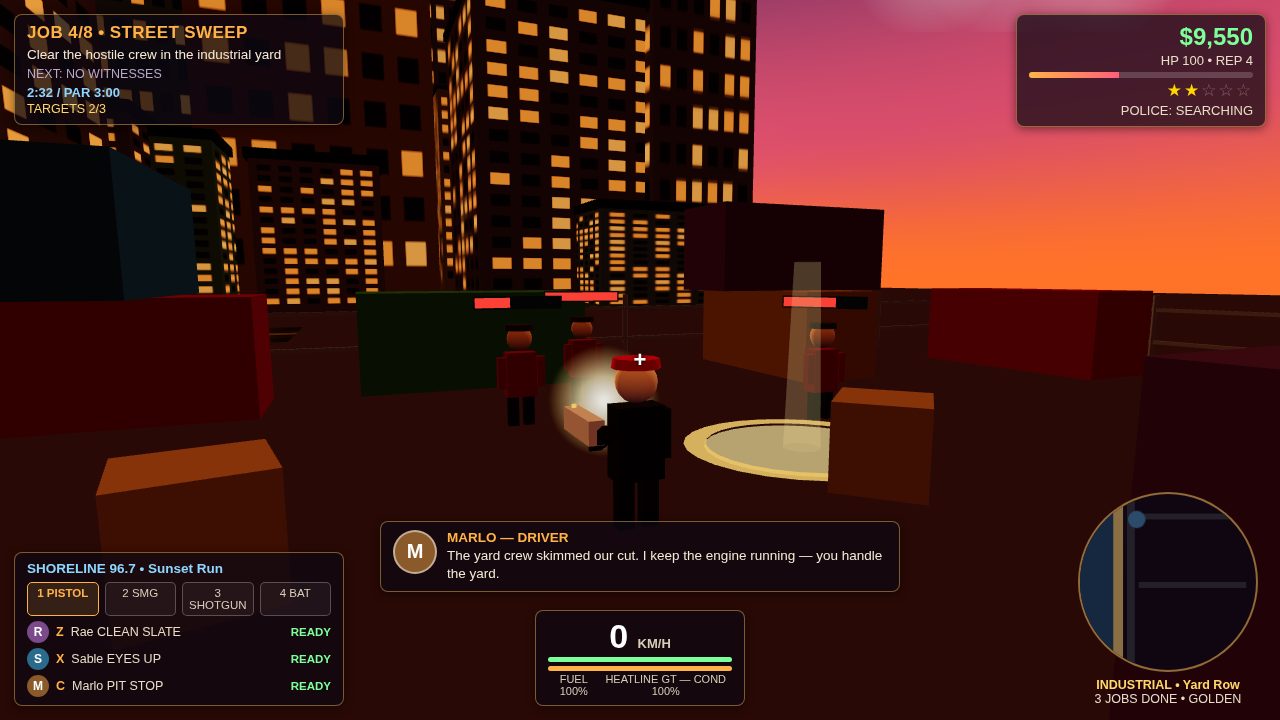 JOB 4/8 • STREET SWEEP
Clear the hostile crew in the industrial yard
NEXT: NO WITNESSES
2:32 / PAR 3:00
TARGETS 2/3
$9,550
HP 100 • REP 4
★★☆☆☆
POLICE: SEARCHING
M
MARLO — DRIVER
The yard crew skimmed our cut. I keep the engine running — you handle
the yard.
SHORELINE 96.7 • Sunset Run
1 PISTOL 2 SMG 3 SHOTGUN 4 BAT
R Z Rae CLEAN SLATE READY
S X Sable EYES UP READY
M C Marlo PIT STOP READY
0 KM/H
FUEL 100% HEATLINE GT — COND 100%
INDUSTRIAL • Yard Row
3 JOBS DONE • GOLDEN